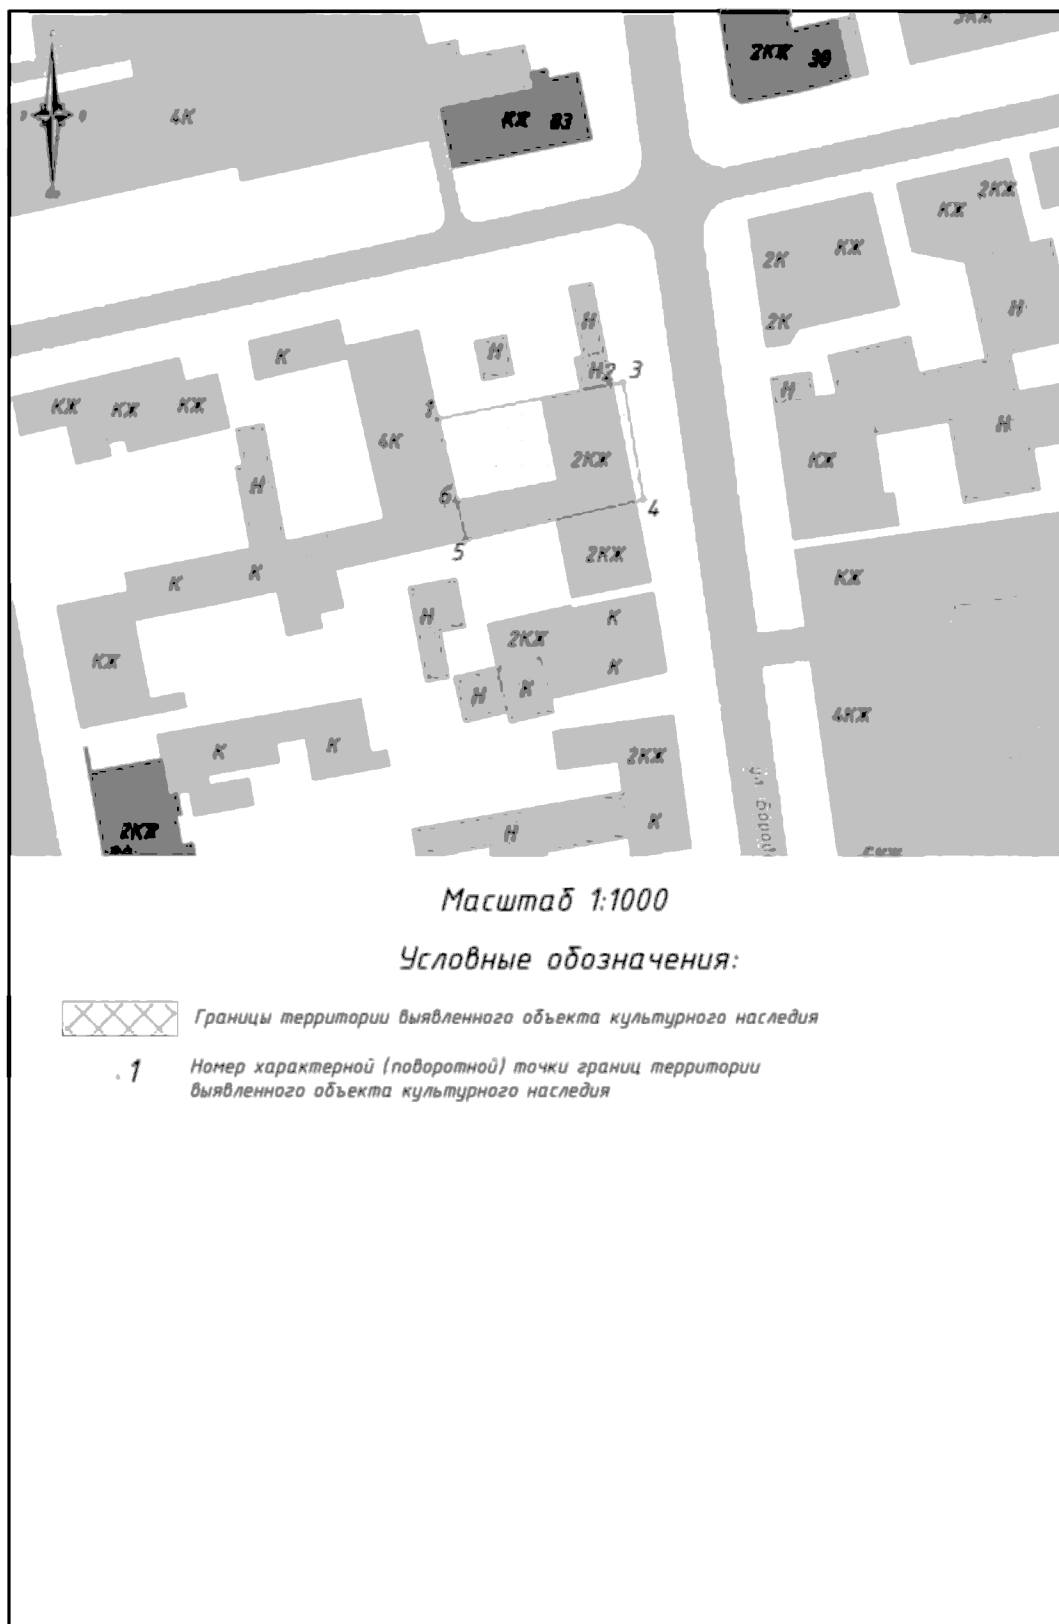 2КЖ 30
4К
КЖ 83
2КЖ
КЖ
КЖ
2К
Н
Н
2К
Н
К
Н
Н2 3
Н
КЖ КЖ КЖ
1
4К
Н
2КЖ
КЖ
Н
6
4
5
2КЖ
К К
КЖ
Н
К
2КЖ
К
КЖ
Н К
4КЖ
К К
2КЖ
К
Н
2КЖ
Масштаб 1:1000
Условные обозначения:
Границы территории выявленного объекта культурного наследия
1 Номер характерной (поворотной) точки границ территории
выявленного объекта культурного наследия